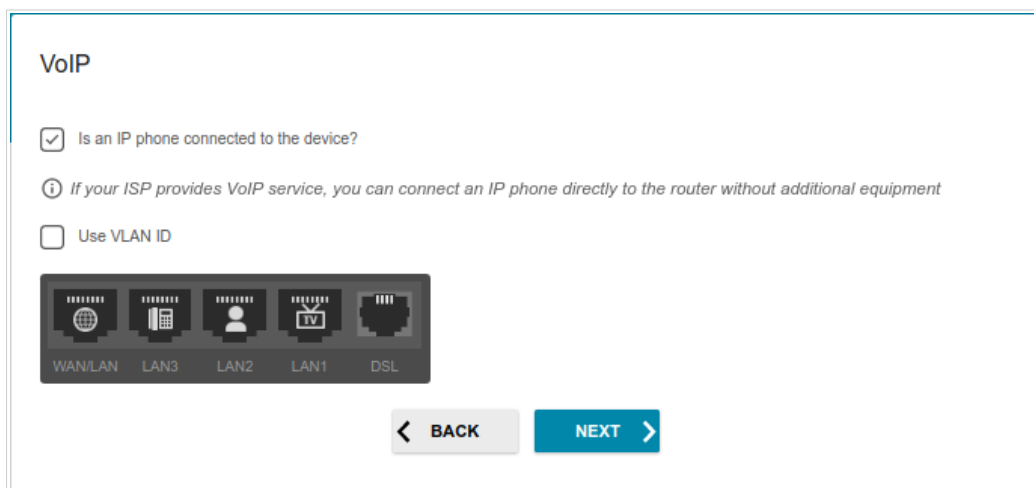 VoIP
Is an IP phone connected to the device?
If your ISP provides VoIP service, you can connect an IP phone directly to the router without additional equipment
Use VLAN ID
TV
WAN/LAN LAN3 LAN2 LAN1 DSL
BACK NEXT